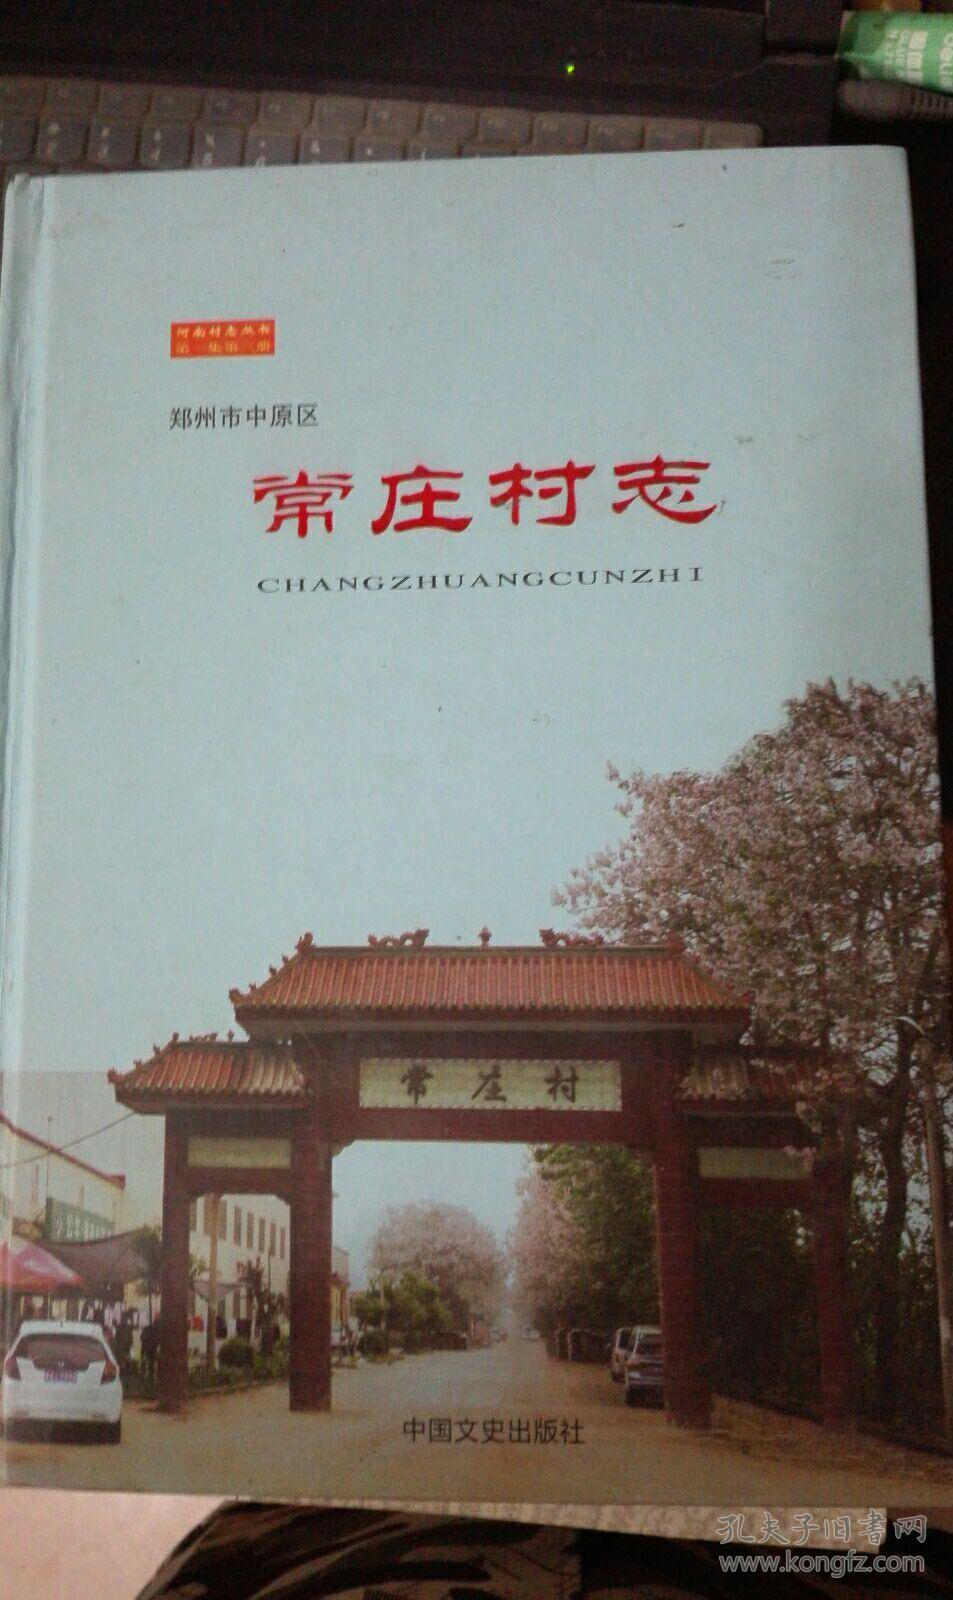 河南村志丛书
郑州市中原区
常庄村志
CHANGZHUANGCUNZHI
常庄村
中国文史出版社
孔夫子旧书网
www.kongfz.com